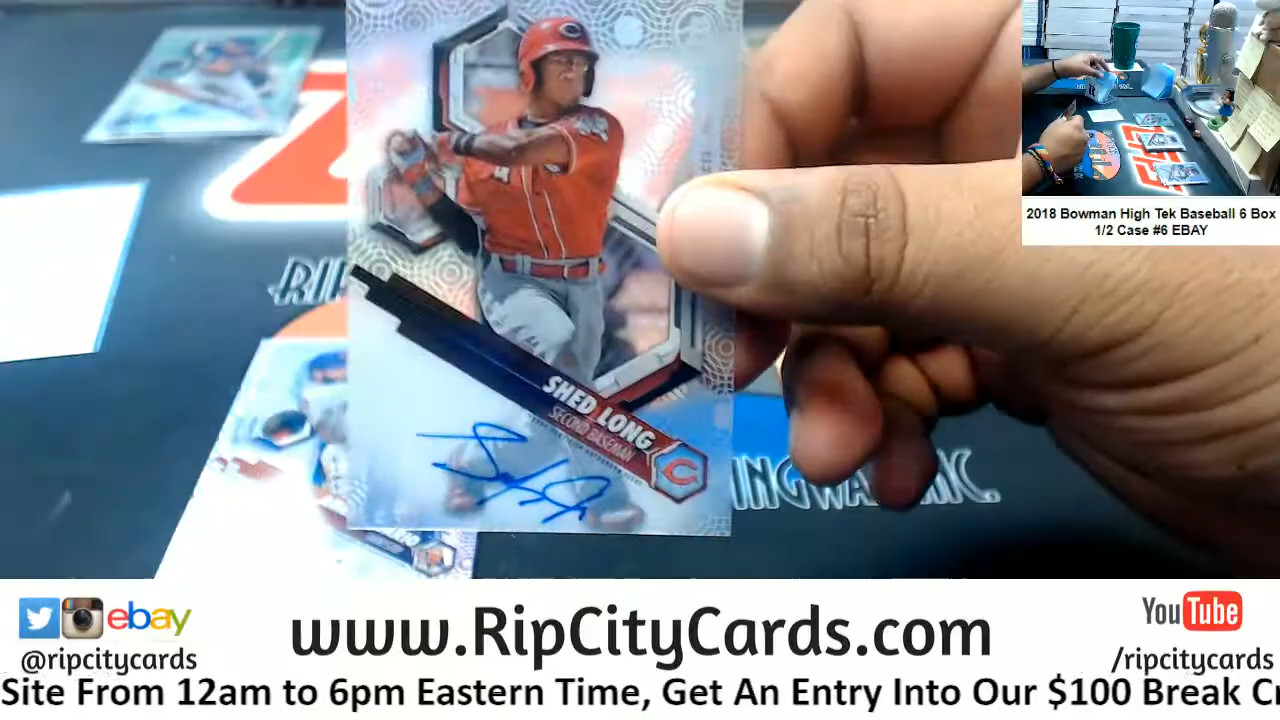 2018 Bowman High Tek Baseball 6 Box
1/2 Case #6 EBAY
SHED LONG
SECOND BASEMAN
ebay
@ripcitycards
www.RipCityCards.com
You Tube
/ripcitycards
Site From 12am to 6pm Eastern Time, Get An Entry Into Our $100 Break